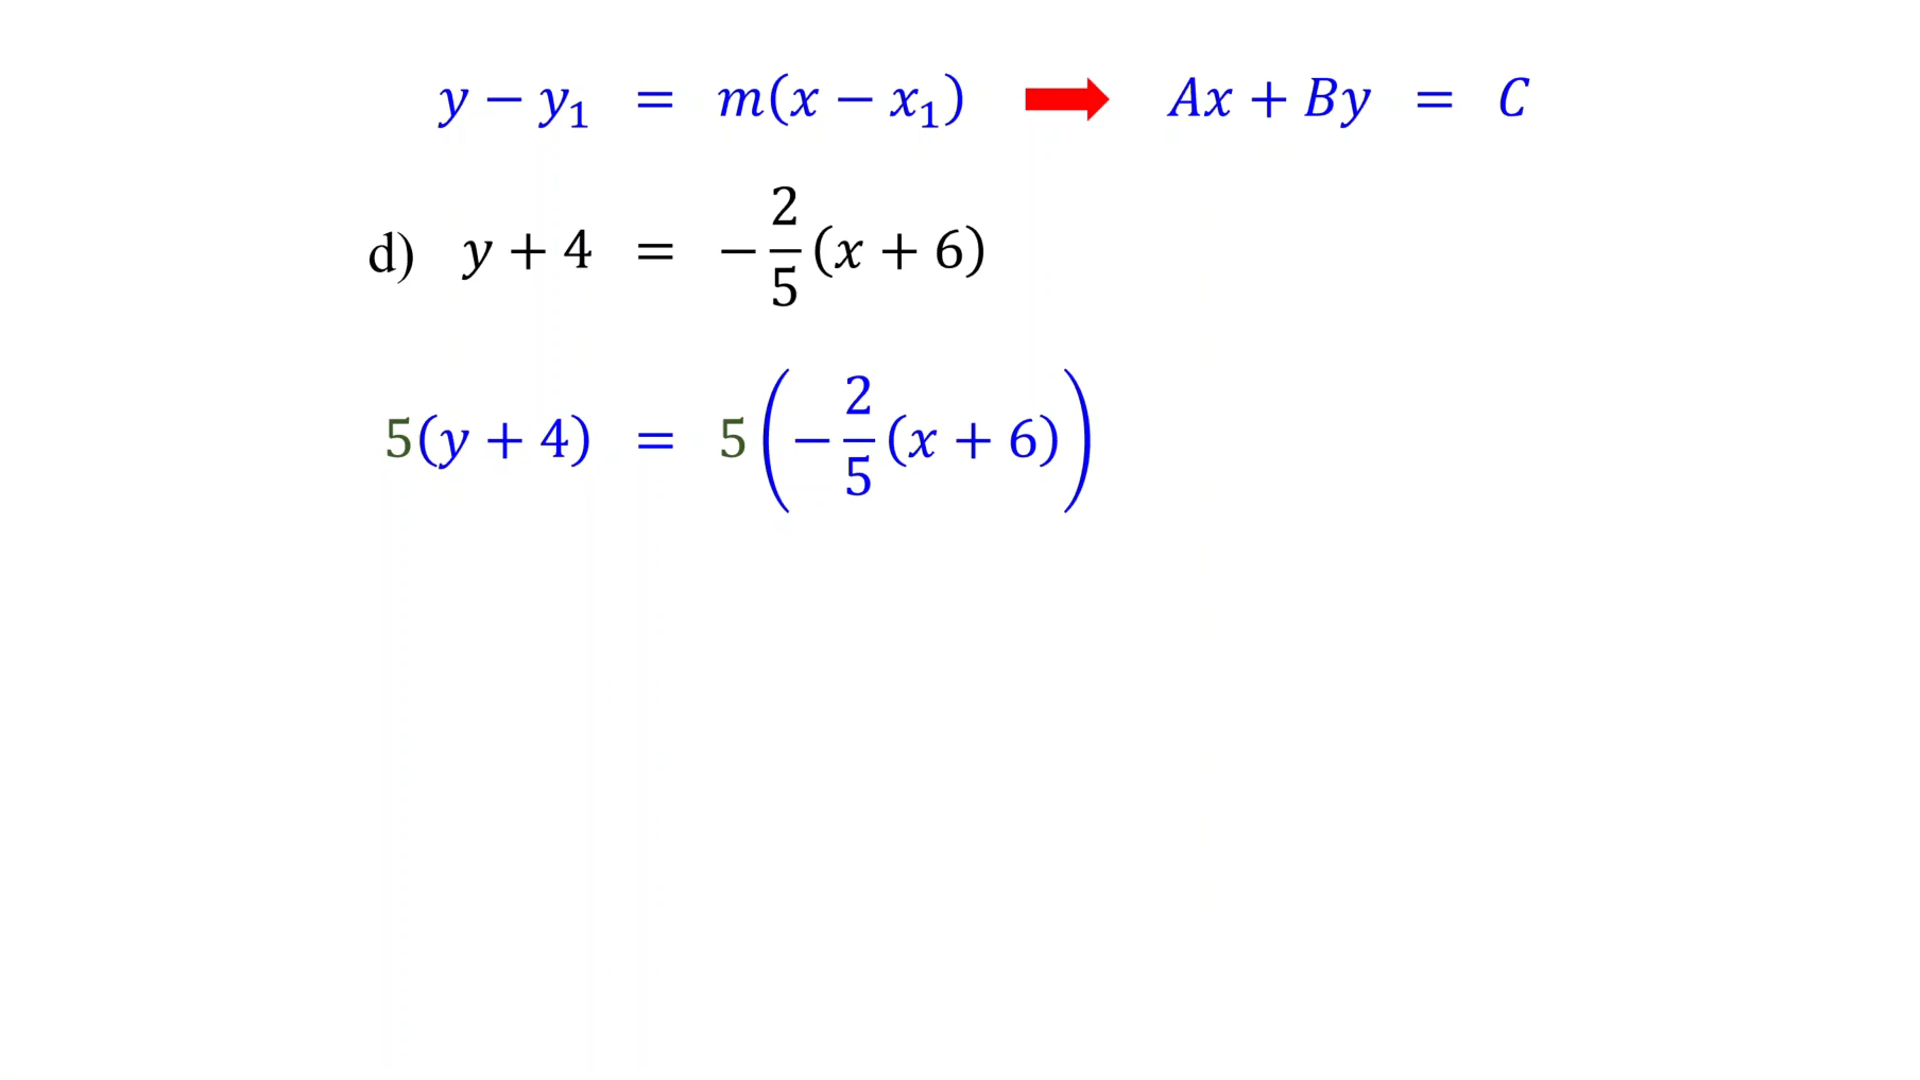 y − y₁ = m(x − x₁) ➡ Ax + By = C
d) y + 4 = −2/5(x + 6)
5(y + 4) = 5(−2/5(x + 6))